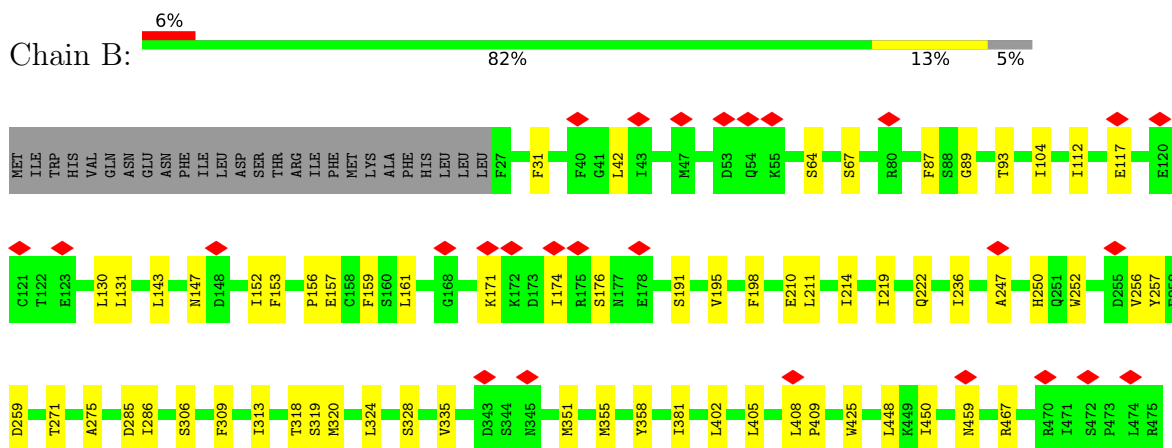 6%
Chain B:
82% 13% 5%
MET ILE TRP HIS VAL GLN ASN GLU ASN PHE ILE LEU ASP SER THR ARG ILE PHE MET LYS ALA PHE HIS LEU LEU LEU F27 F31 F40 G41 L42 I43 M47 D53 Q54 K55 S64 S67 R80 F87 S88 G89 T93 I104 I112 E117 E120
C121 T122 E123 L130 L131 L143 N147 D148 I152 F153 P156 E157 C158 F159 S160 L161 G168 K171 K172 D173 I174 R175 S176 N177 E178 S191 V195 F198 E210 L211 I214 I219 Q222 I236 A247 H250 Q251 W252 D255 V256 Y257
D259 T271 A275 D285 I286 S306 F309 I313 T318 S319 M320 L324 S328 V335 D343 S344 N345 M351 M355 Y358 I381 L402 L405 L408 P409 W425 L448 K449 I450 N459 R467 R470 I471 S472 P473 L474 R475